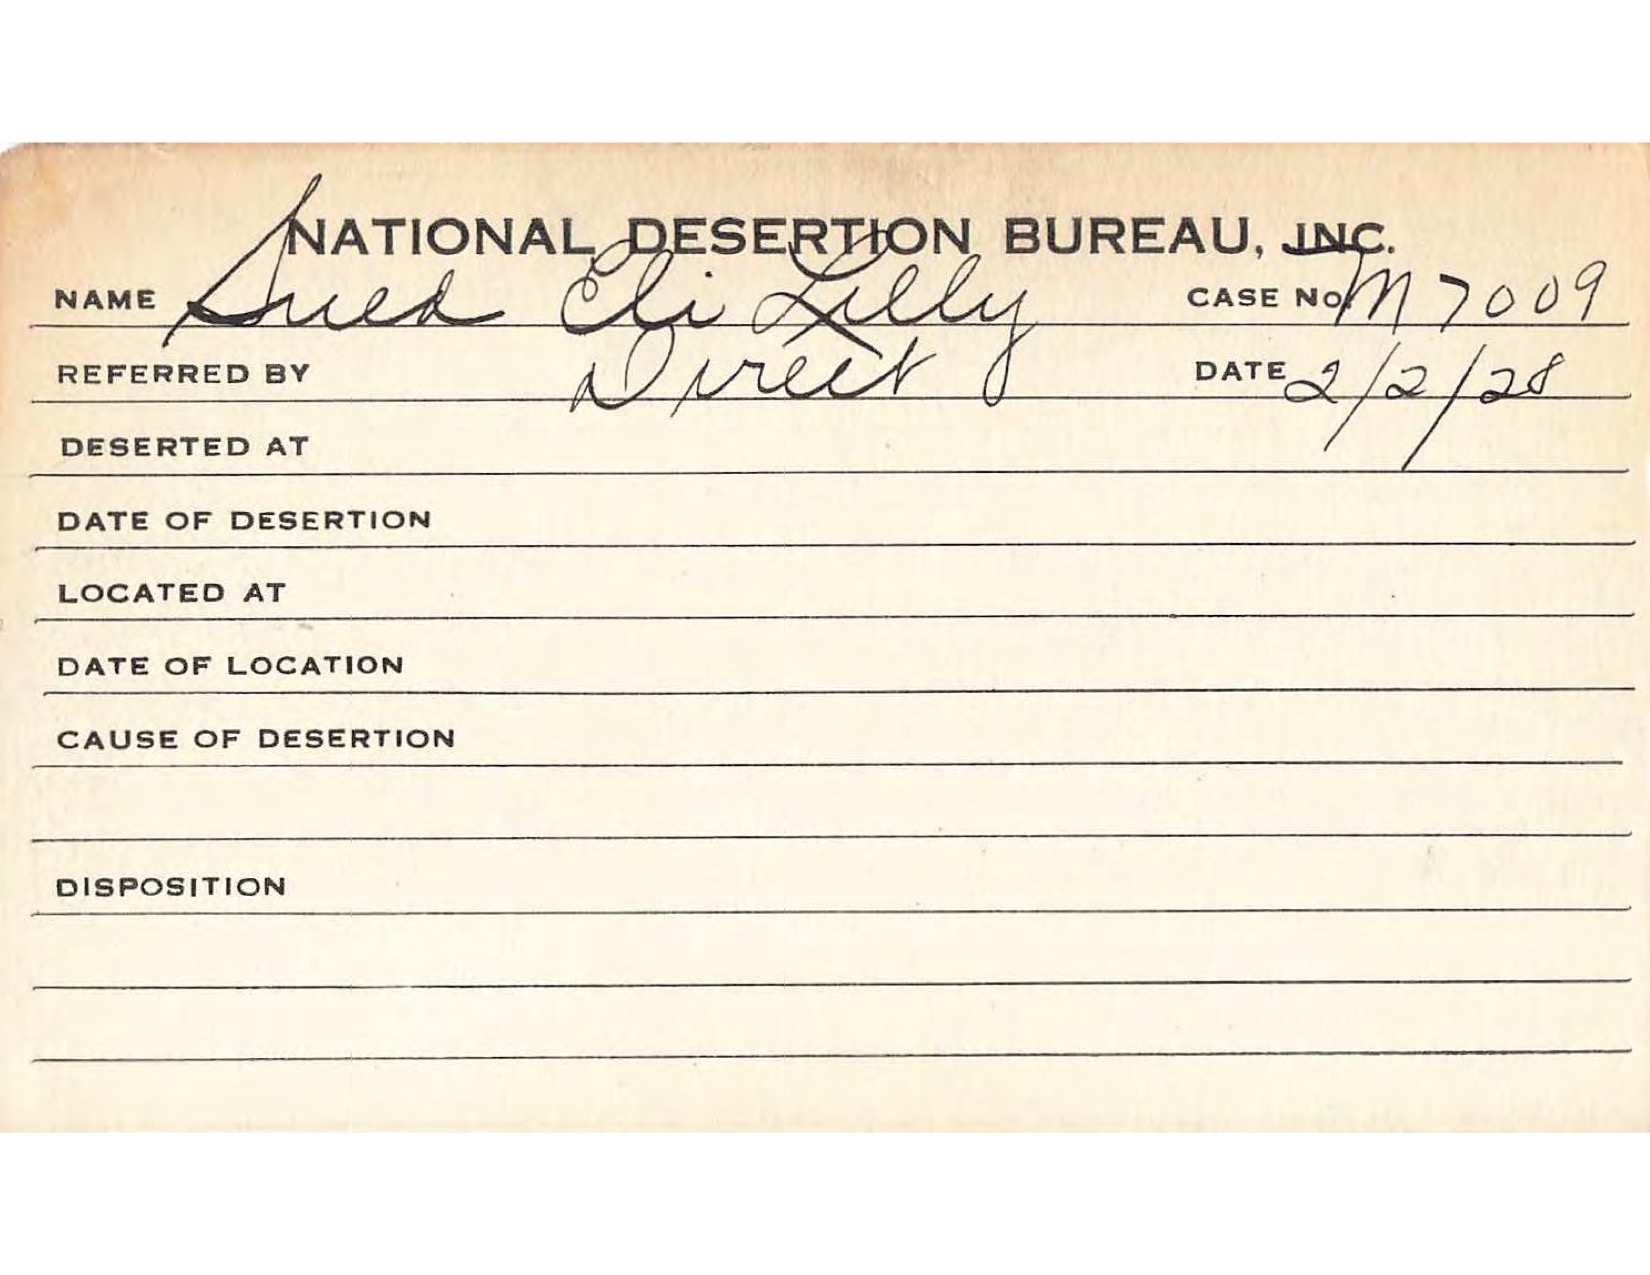 NATIONAL DESERTION BUREAU, INC.
NAME Sued Eli Lilly CASE No. M7009
REFERRED BY Direct DATE 2/2/28
DESERTED AT
DATE OF DESERTION
LOCATED AT
DATE OF LOCATION
CAUSE OF DESERTION
DISPOSITION